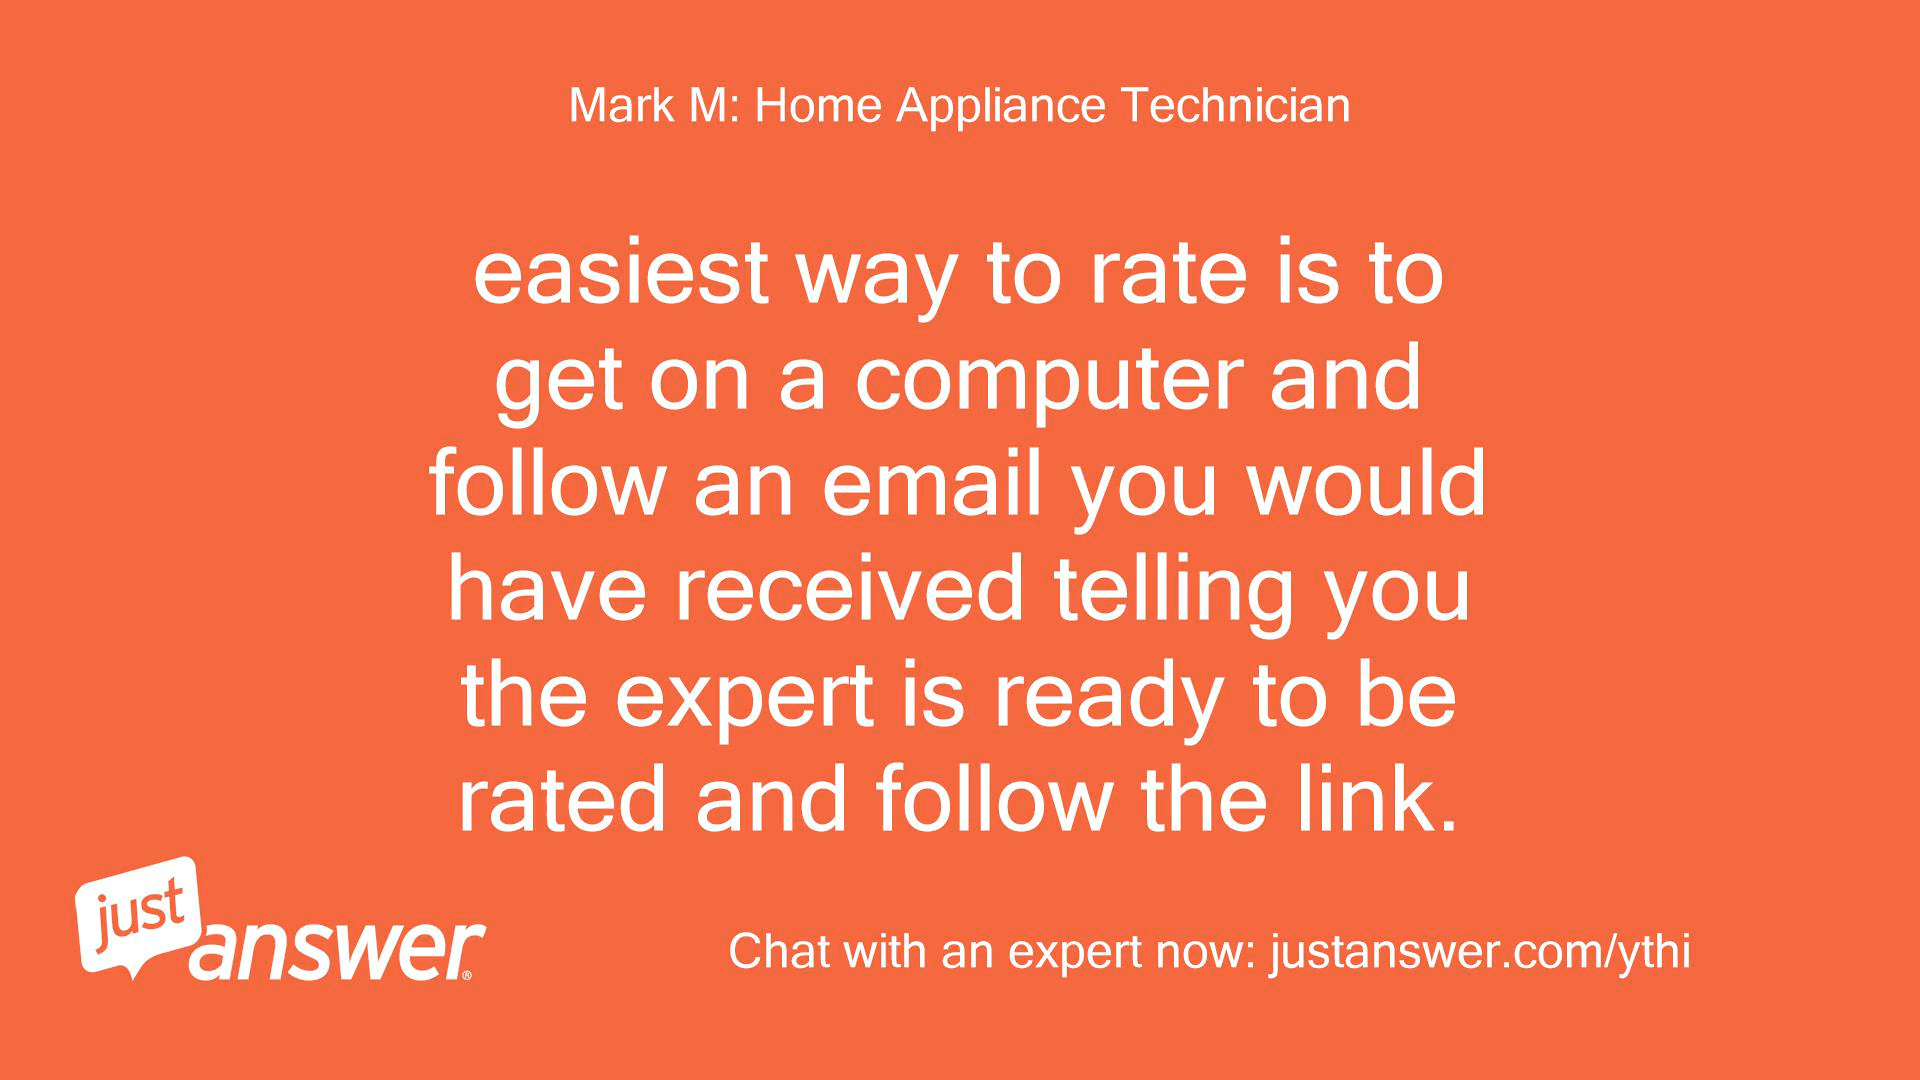 Mark M: Home Appliance Technician
easiest way to rate is to
get on a computer and
follow an email you would
have received telling you
the expert is ready to be
rated and follow the link.
just
answer®
Chat with an expert now: justanswer.com/ythi